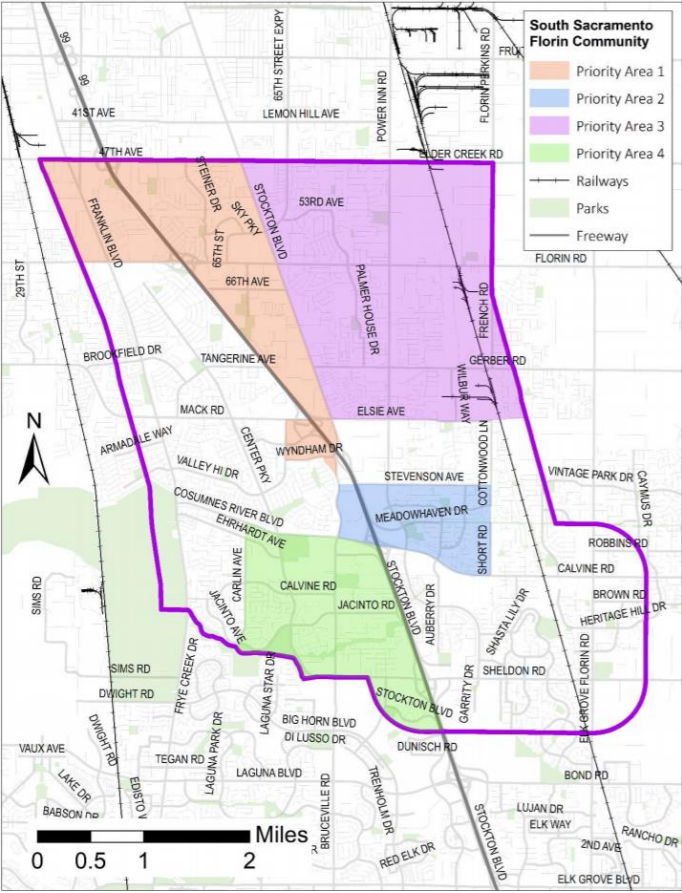 South Sacramento
Florin Community
Priority Area 1
Priority Area 2
Priority Area 3
Priority Area 4
Railways
Parks
Freeway
99
99
65TH STREET EXPY
POWER INN RD
FLORIN PERKINS RD
41ST AVE
LEMON HILL AVE
47TH AVE
ELDER CREEK RD
STEINER DR
SKY PKY
STOCKTON BLVD
53RD AVE
FRANKLIN BLVD
65TH ST
29TH ST
66TH AVE
FLORIN RD
PALMER HOUSE DR
FRENCH RD
BROOKFIELD DR
TANGERINE AVE
GERBER RD
WILBUR WAY
MACK RD
ELSIE AVE
N
ARMADALE WAY
CENTER PKY
WYNDHAM DR
COTTONWOOD LN
VALLEY HI DR
STEVENSON AVE
VINTAGE PARK DR
CAYMUS DR
COSUMNES RIVER BLVD
MEADOWHAVEN DR
EHRHARDT AVE
SHORT RD
ROBBINS RD
CARLIN AVE
CALVINE RD
STOCKTON BLVD
CALVINE RD
SIMS RD
JACINTO AVE
JACINTO RD
AUBERRY DR
SHASTA LILY DR
BROWN RD
HERITAGE HILL DR
SIMS RD
FRYE CREEK DR
LAGUNA STAR DR
SHELDON RD
ELK GROVE FLORIN RD
DWIGHT RD
STOCKTON BLVD
GARRITY DR
DWIGHT RD
LAGUNA PARK DR
BIG HORN BLVD
DI LUSSO DR
DUNISCH RD
VAUX AVE
TEGAN RD
LAGUNA BLVD
BOND RD
LAKE DR
BRUCEVILLE RD
TRENHOLM DR
STOCKTON BLVD
LUJAN DR
BABSON DR
ELK WAY
RANCHO DR
2ND AVE
RED ELK DR
ELK GROVE BLVD
Miles
0 0.5 1 2